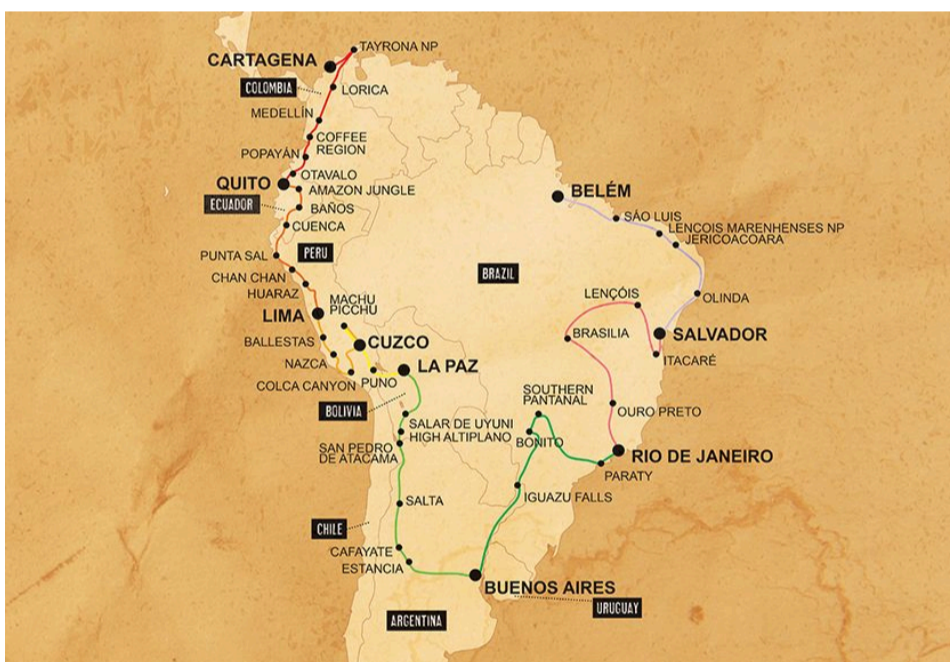 TAYRONA NP
CARTAGENA
COLOMBIA
LORICA
MEDELLÍN
COFFEE
REGION
POPAYÁN
OTAVALO
QUITO
AMAZON JUNGLE
ECUADOR
BAÑOS
CUENCA
PERU
PUNTA SAL
CHAN CHAN
HUARAZ
MACHU
PICCHU
LIMA
CUZCO
BALLESTAS
NAZCA
COLCA CANYON
PUNO
LA PAZ
BOLIVIA
SALAR DE UYUNI
HIGH ALTIPLANO
SAN PEDRO
DE ATACAMA
SALTA
CHILE
CAFAYATE
ESTANCIA
BUENOS AIRES
URUGUAY
ARGENTINA
BELÉM
SÃO LUIS
LENCOIS MARENHENSES NP
JERICOACOARA
BRAZIL
LENÇÓIS
OLINDA
BRASILIA
SALVADOR
ITACARÉ
SOUTHERN
PANTANAL
OURO PRETO
BONITO
RIO DE JANEIRO
PARATY
IGUAZU FALLS